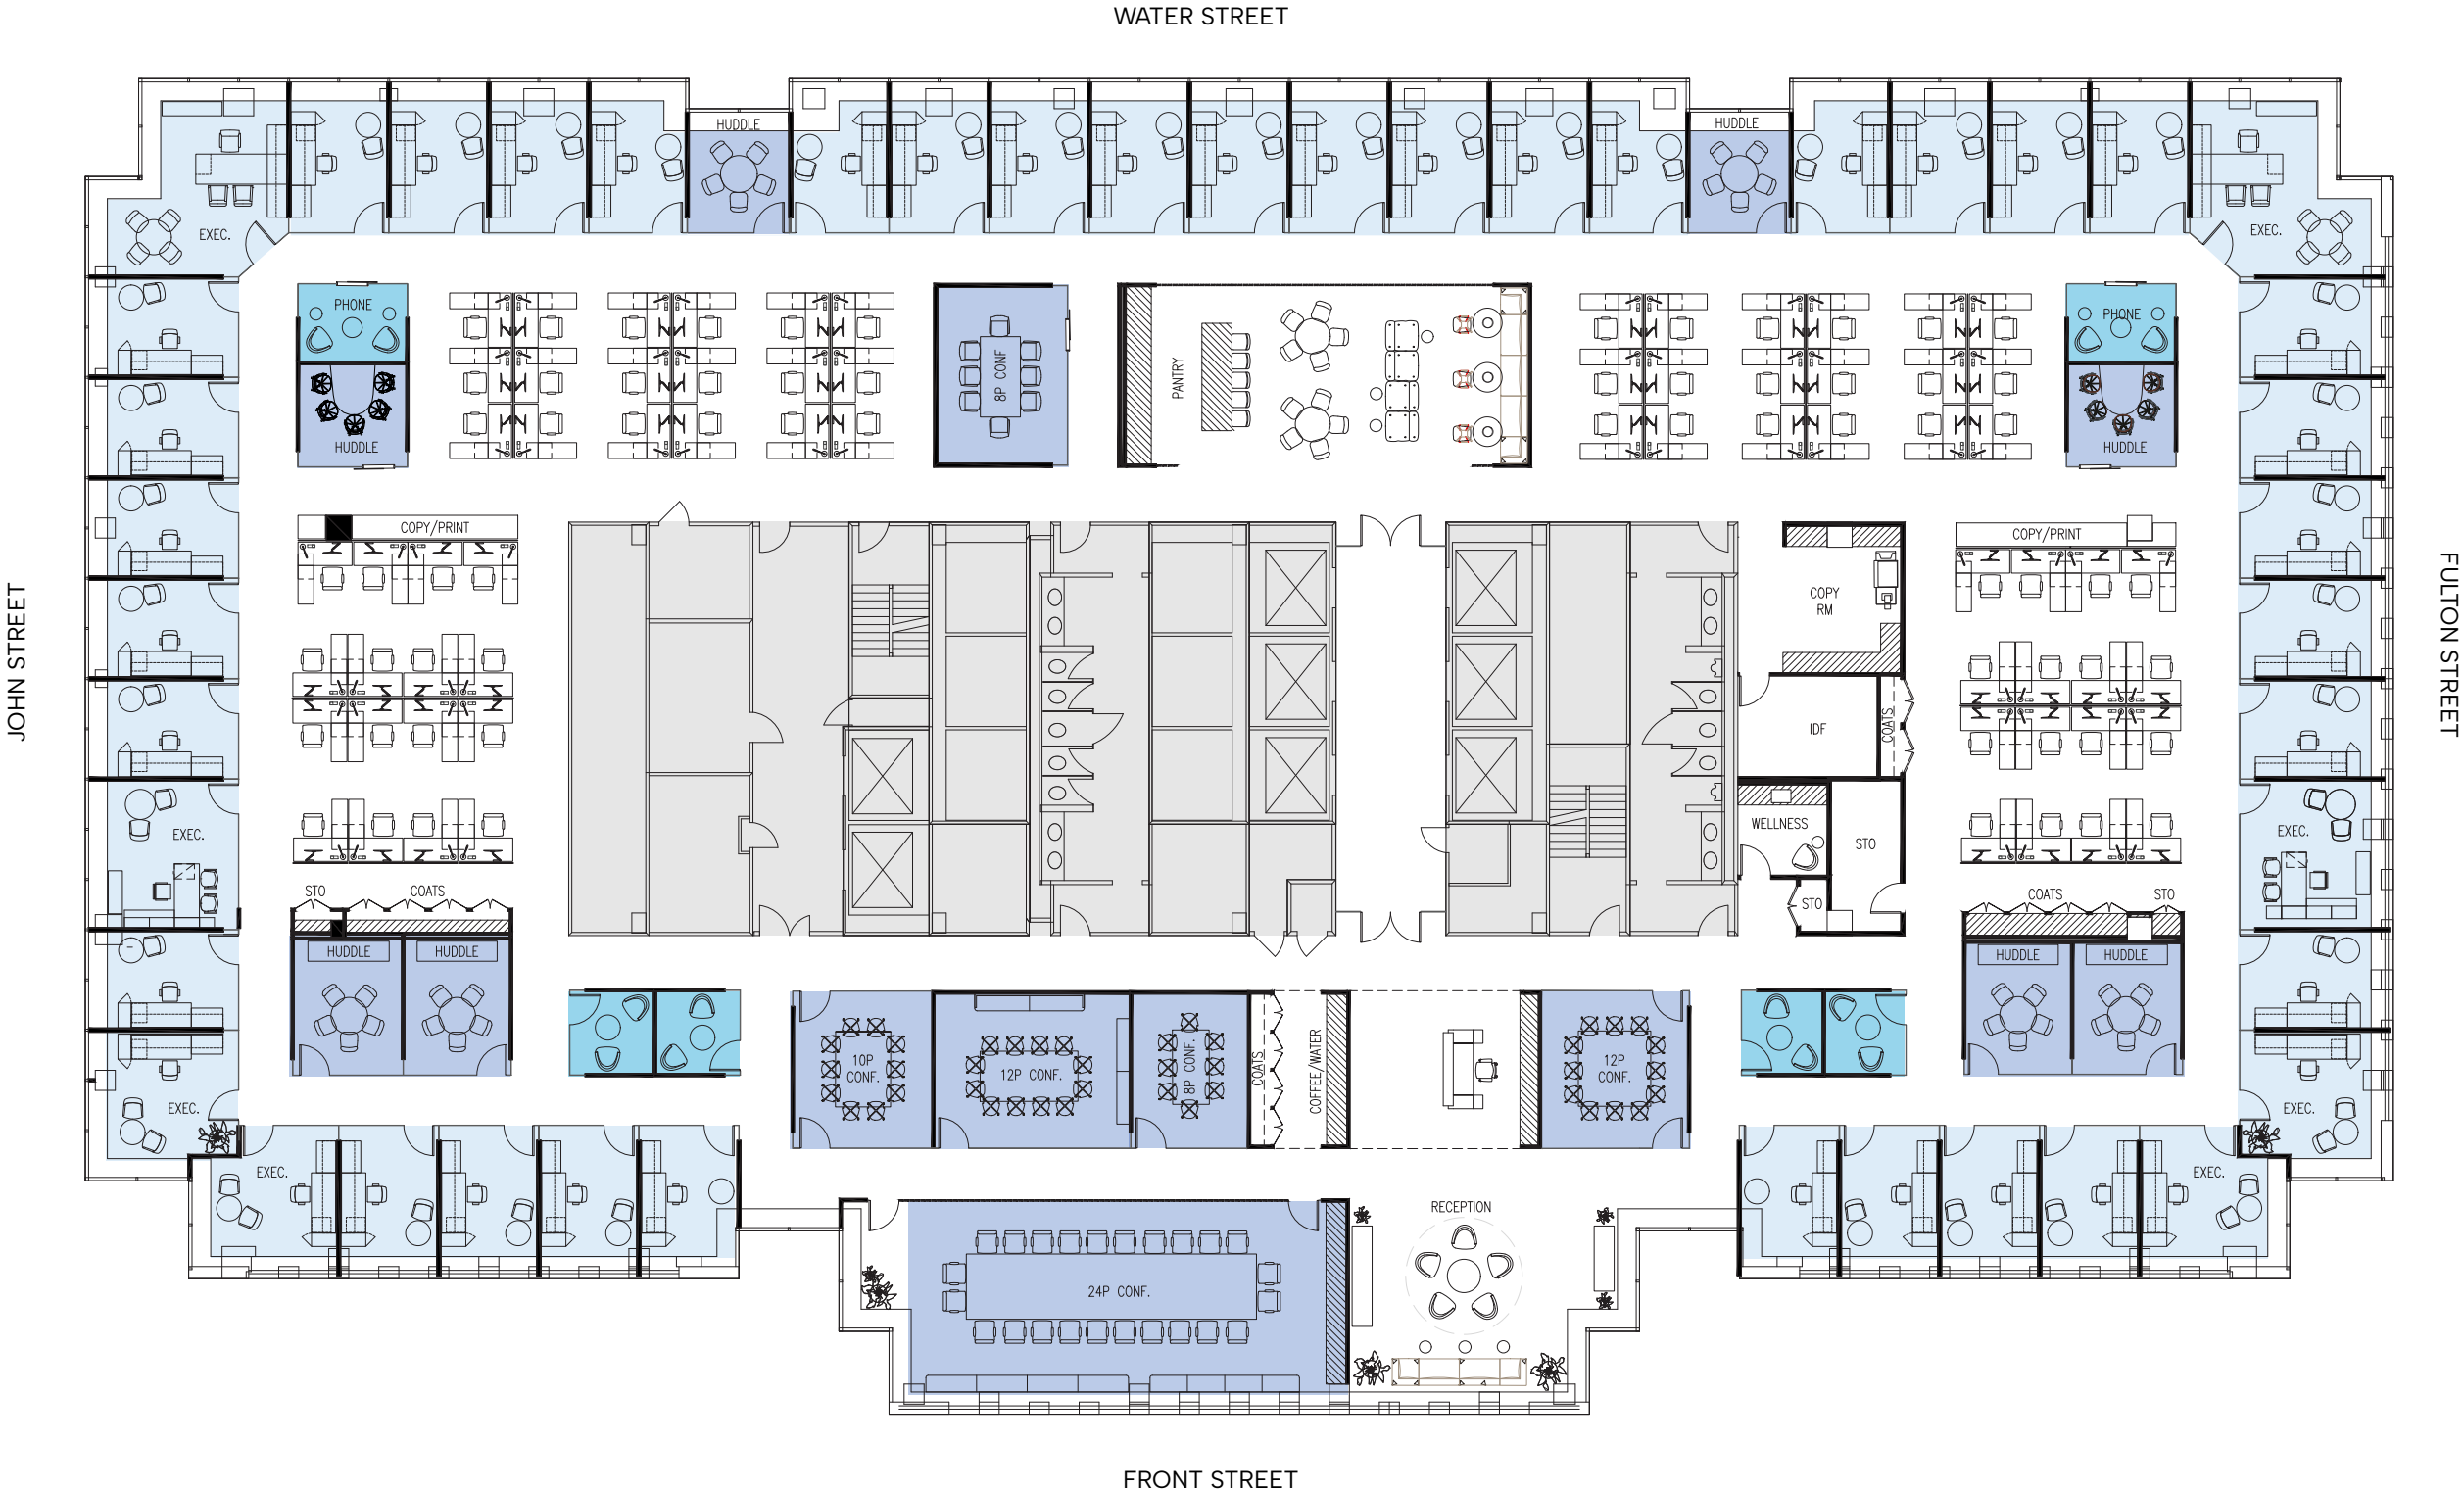 WATER STREET
HUDDLE
HUDDLE
EXEC.
EXEC.
PHONE
HUDDLE
8P CONF
PANTRY
PHONE
HUDDLE
COPY/PRINT
COPY/PRINT
COPY
RM
JOHN STREET
FULTON STREET
IDF
COATS
EXEC.
WELLNESS
STO
EXEC.
STO
COATS
STO
COATS
STO
HUDDLE
HUDDLE
HUDDLE
HUDDLE
10P
CONF.
12P CONF.
8P CONF.
COATS
COFFEE/WATER
12P
CONF.
EXEC.
EXEC.
EXEC.
EXEC.
RECEPTION
24P CONF.
FRONT STREET